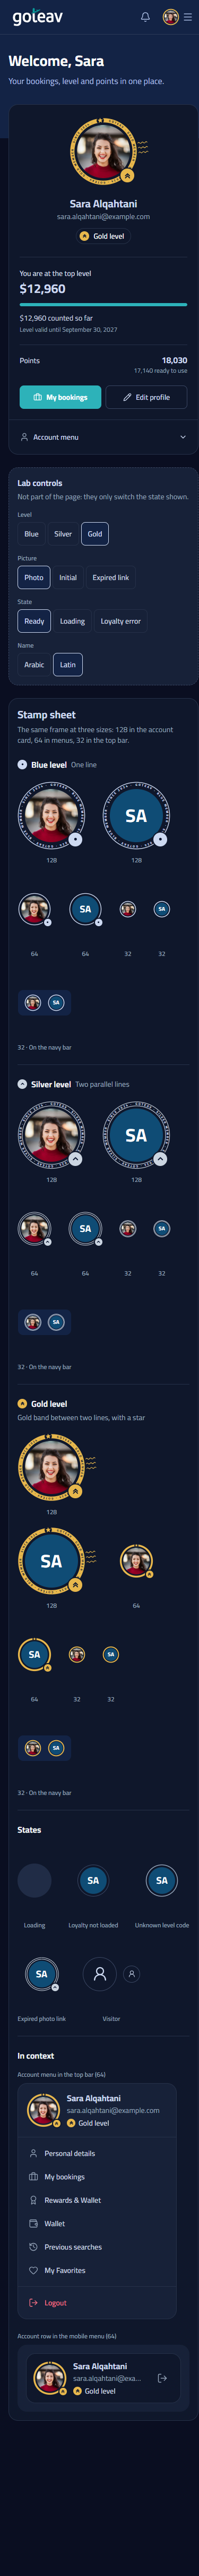 goleav
Welcome, Sara
Your bookings, level and points in one place.
Sara Alqahtani
sara.alqahtani@example.com
Gold level
You are at the top level
$12,960
$12,960 counted so far
Level valid until September 30, 2027
Points
18,030
17,140 ready to use
My bookings
Edit profile
Account menu
Lab controls
Not part of the page: they only switch the state shown.
Level
Blue
Silver
Gold
Picture
Photo
Initial
Expired link
State
Ready
Loading
Loyalty error
Name
Arabic
Latin
Stamp sheet
The same frame at three sizes: 128 in the account
card, 64 in menus, 32 in the top bar.
Blue level One line
SA
128
128
SA
SA
64
64
32
32
SA
32 · On the navy bar
Silver level Two parallel lines
SA
128
128
SA
SA
64
64
32
32
SA
32 · On the navy bar
Gold level
Gold band between two lines, with a star
128
SA
128
64
SA
SA
64
32
32
SA
32 · On the navy bar
States
SA
SA
Loading
Loyalty not loaded
Unknown level code
SA
Expired photo link
Visitor
In context
Account menu in the top bar (64)
Sara Alqahtani
sara.alqahtani@example.com
Gold level
Personal details
My bookings
Rewards & Wallet
Wallet
Previous searches
My Favorites
Logout
Account row in the mobile menu (64)
Sara Alqahtani
sara.alqahtani@exa...
Gold level